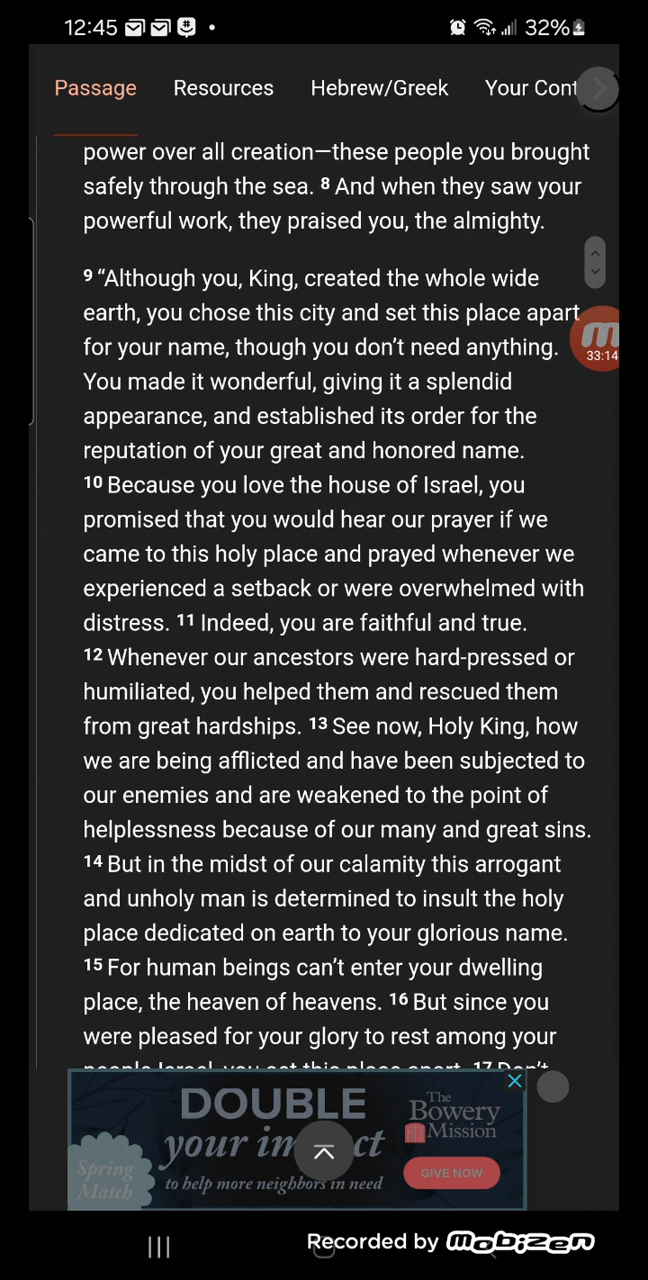 12:45
32%
Passage Resources Hebrew/Greek Your Cont
power over all creation—these people you brought
safely through the sea. 8 And when they saw your
powerful work, they praised you, the almighty.
9 “Although you, King, created the whole wide
earth, you chose this city and set this place apart
for your name, though you don’t need anything.
You made it wonderful, giving it a splendid
appearance, and established its order for the
reputation of your great and honored name.
10 Because you love the house of Israel, you
promised that you would hear our prayer if we
came to this holy place and prayed whenever we
experienced a setback or were overwhelmed with
distress. 11 Indeed, you are faithful and true.
12 Whenever our ancestors were hard-pressed or
humiliated, you helped them and rescued them
from great hardships. 13 See now, Holy King, how
we are being afflicted and have been subjected to
our enemies and are weakened to the point of
helplessness because of our many and great sins.
14 But in the midst of our calamity this arrogant
and unholy man is determined to insult the holy
place dedicated on earth to your glorious name.
15 For human beings can’t enter your dwelling
place, the heaven of heavens. 16 But since you
were pleased for your glory to rest among your
people Israel, you set this place apart. 17 Don’t
33:14
DOUBLE
your im ct
to help more neighbors in need
Spring
Match
The
Bowery
Mission
GIVE NOW
Recorded by mobizen